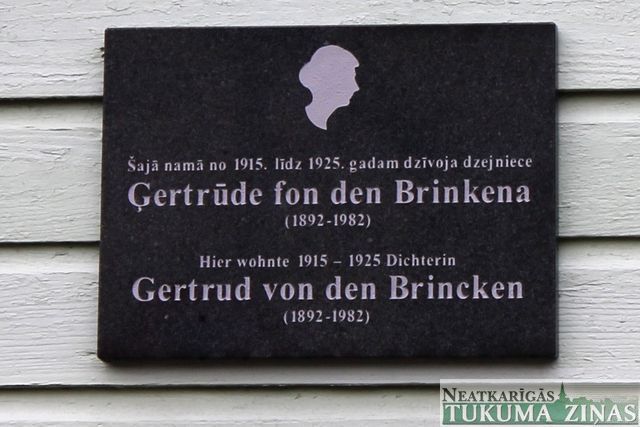 Šajā namā no 1915. līdz 1925. gadam dzīvoja dzejniece
Ģertrūde fon den Brinkena
(1892-1982)
Hier wohnte 1915 – 1925 Dichterin
Gertrud von den Brincken
(1892-1982)
NEATKARĪGĀS
TUKUMA ZIŅAS